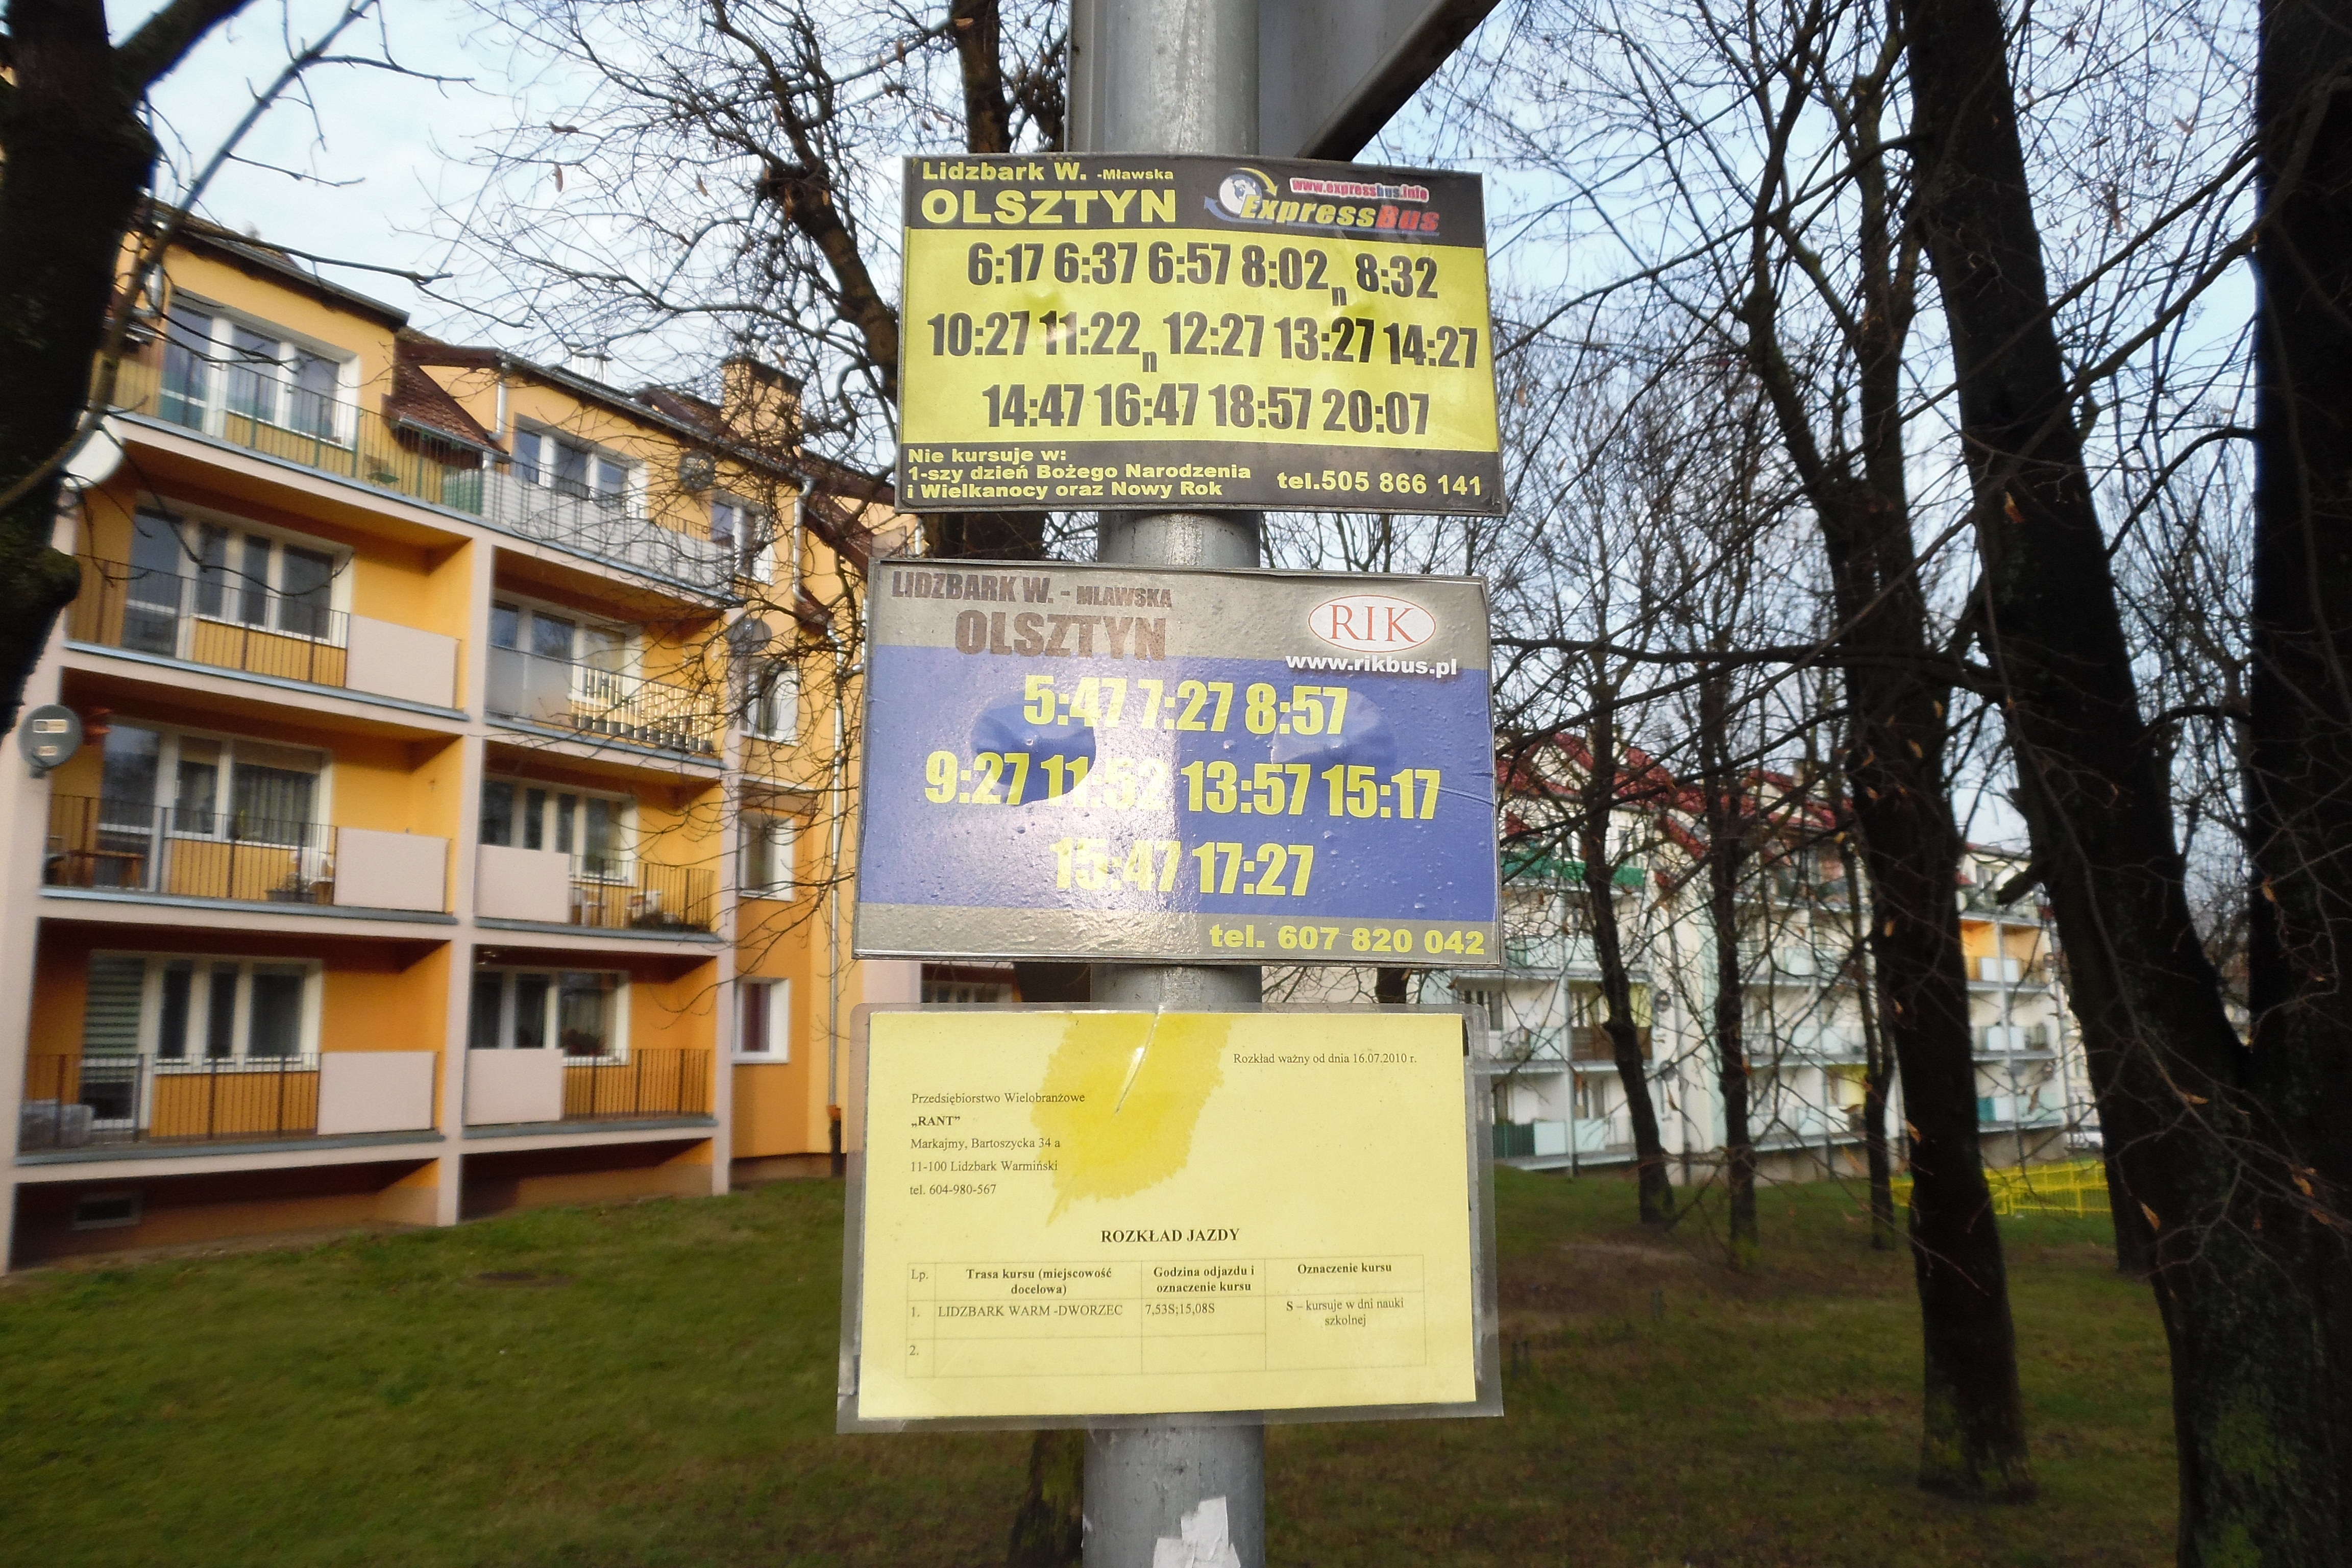 Lidzbark W. -Mławska
OLSZTYN
www.expressbus.info
ExpressBus
6:17 6:37 6:57 8:02n 8:32
10:27 11:22n 12:27 13:27 14:27
14:47 16:47 18:57 20:07
Nie kursuje w:
1-szy dzień Bożego Narodzenia
i Wielkanocy oraz Nowy Rok
tel.505 866 141
LIDZBARK W. - MŁAWSKA
OLSZTYN
RIK
www.rikbus.pl
5:47 7:27 8:57
9:27 11:52 13:57 15:17
15:47 17:27
tel. 607 820 042
Rozkład ważny od dnia 16.07.2010 r.
Przedsiębiorstwo Wielobranżowe
„RANT”
Markajmy, Bartoszycka 34 a
11-100 Lidzbark Warmiński
tel. 604-980-567
ROZKŁAD JAZDY
Lp. Trasa kursu (miejscowość docelowa) Godzina odjazdu i oznaczenie kursu Oznaczenie kursu
1. LIDZBARK WARM -DWORZEC 7,53S;15,08S S – kursuje w dni nauki szkolnej
2.